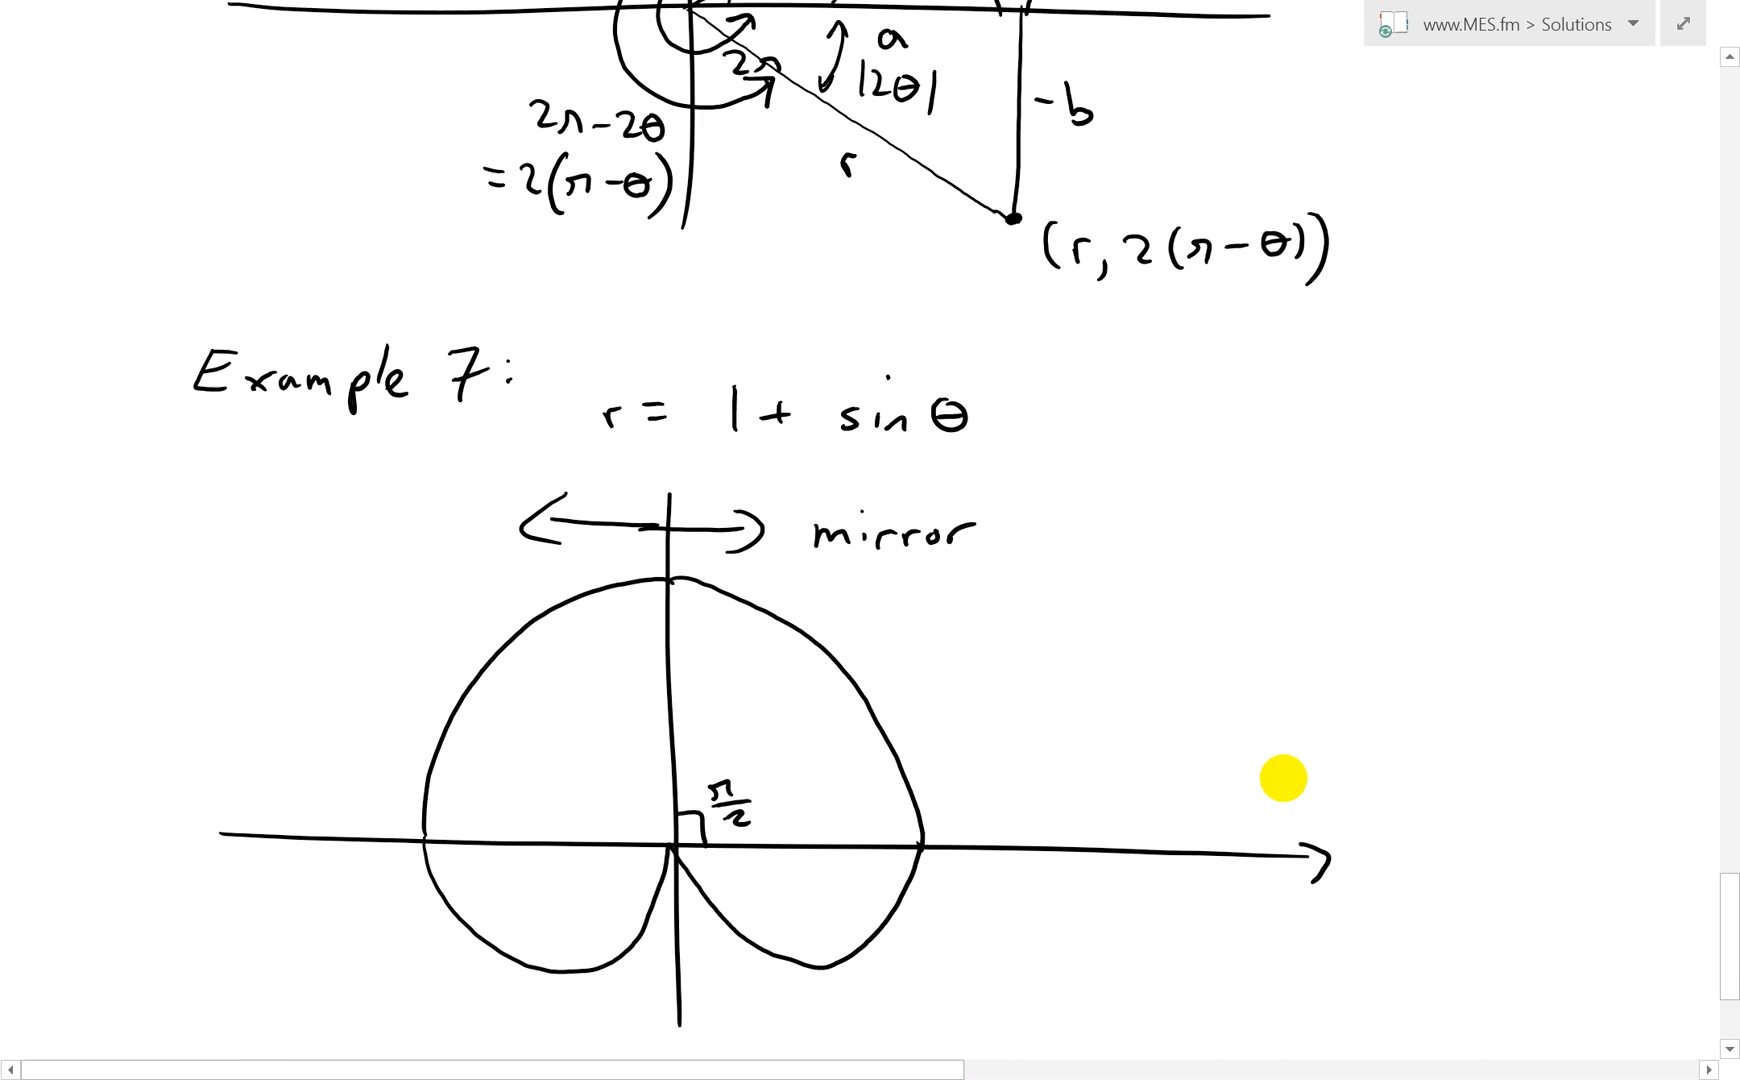 www.MES.fm > Solutions
a
2π
|2θ|
-b
2π-2θ
=2(π-θ)
r
(r, 2(π-θ))
Example 7:
r = 1 + sin θ
mirror
π/2